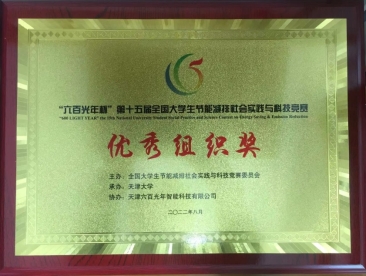 “六百光年杯”第十五届全国大学生节能减排社会实践与科技竞赛
"600 LIGHT YEAR" the 15th National University Student Social Practice and Science Contest on Energy Saving & Emission Reduction
优秀组织奖
主办：全国大学生节能减排社会实践与科技竞赛委员会
承办：天津大学
协办：天津六百光年智能科技有限公司
二〇二二年八月